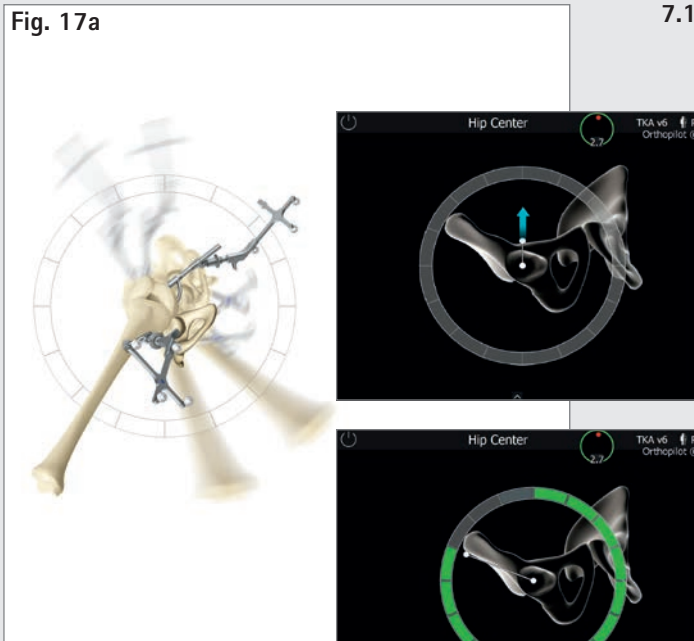 Fig. 17a
7.1
Hip Center
2.7
TKA v6
Orthopilot
Hip Center
2.7
TKA v6
Orthopilot